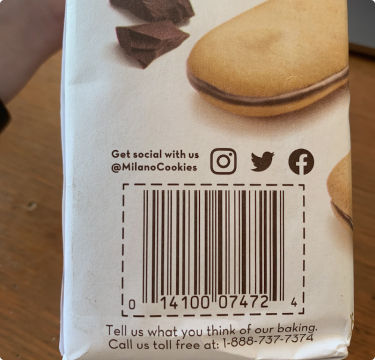 Get social with us
@MilanoCookies
0 14100 07472 4
Tell us what you think of our baking.
Call us toll free at: 1-888-737-7374